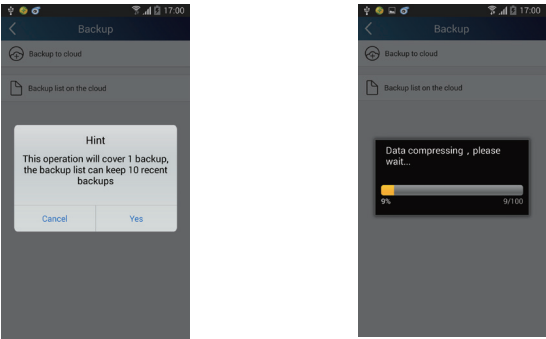 17:00
Backup
Backup to cloud
Backup list on the cloud
Hint
This operation will cover 1 backup,
the backup list can keep 10 recent
backups
Cancel Yes
17:00
Backup
Backup to cloud
Backup list on the cloud
Data compressing , please
wait...
9% 9/100